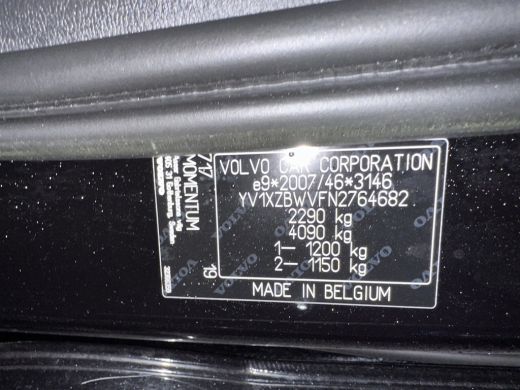 VOLVO CAR CORPORATION
e9*2007/46*3146
YV1XZBWVFN2764682
2290 kg
4090 kg
1- 1200 kg
2- 1150 kg
MADE IN BELGIUM
717
MOMENTUM
19
VOLVO